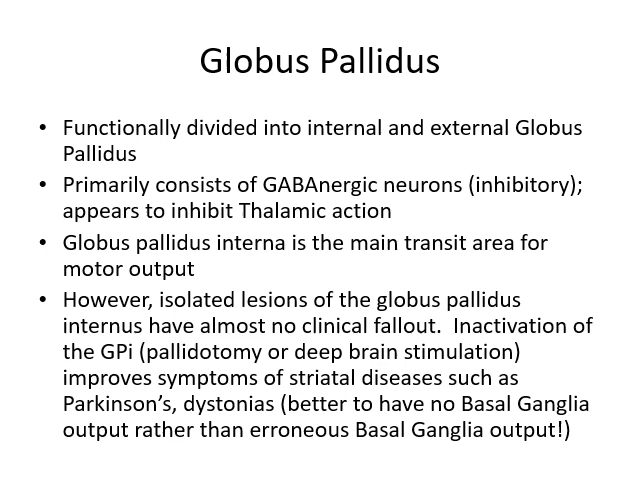 Globus Pallidus
• Functionally divided into internal and external Globus
Pallidus
• Primarily consists of GABAnergic neurons (inhibitory);
appears to inhibit Thalamic action
• Globus pallidus interna is the main transit area for
motor output
• However, isolated lesions of the globus pallidus
internus have almost no clinical fallout.  Inactivation of
the GPi (pallidotomy or deep brain stimulation)
improves symptoms of striatal diseases such as
Parkinson’s, dystonias (better to have no Basal Ganglia
output rather than erroneous Basal Ganglia output!)